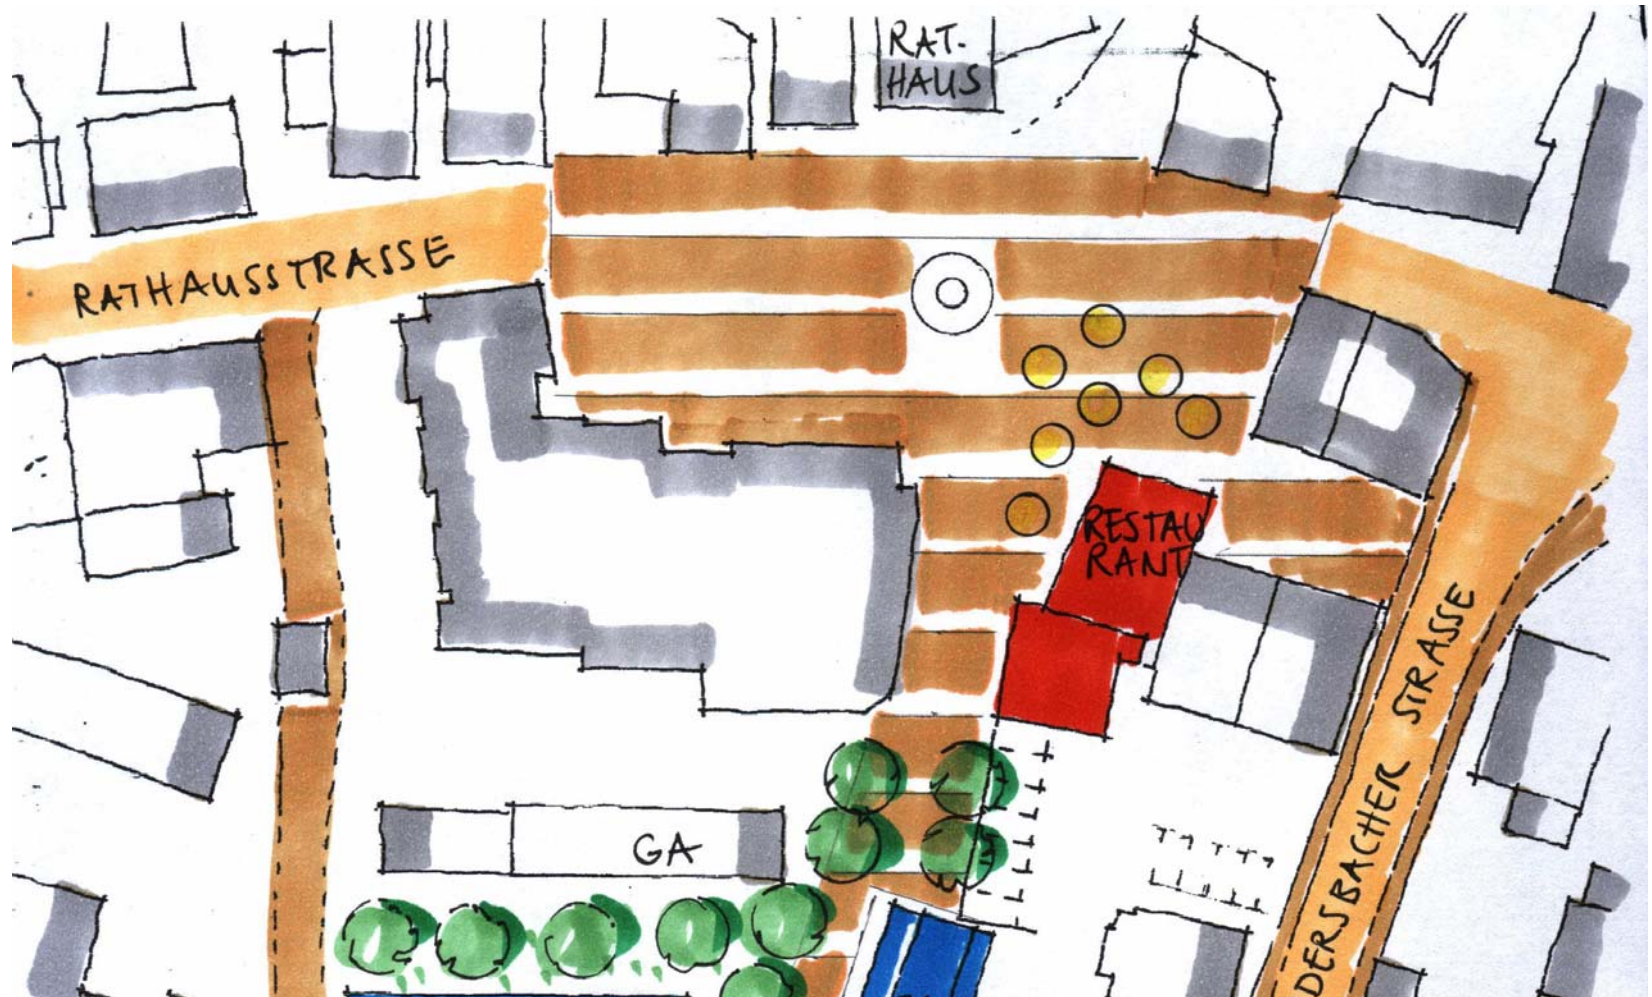 RAT-
HAUS
RATHAUSSTRASSE
RESTAU
RANT
DERSBACHER STRASSE
GA